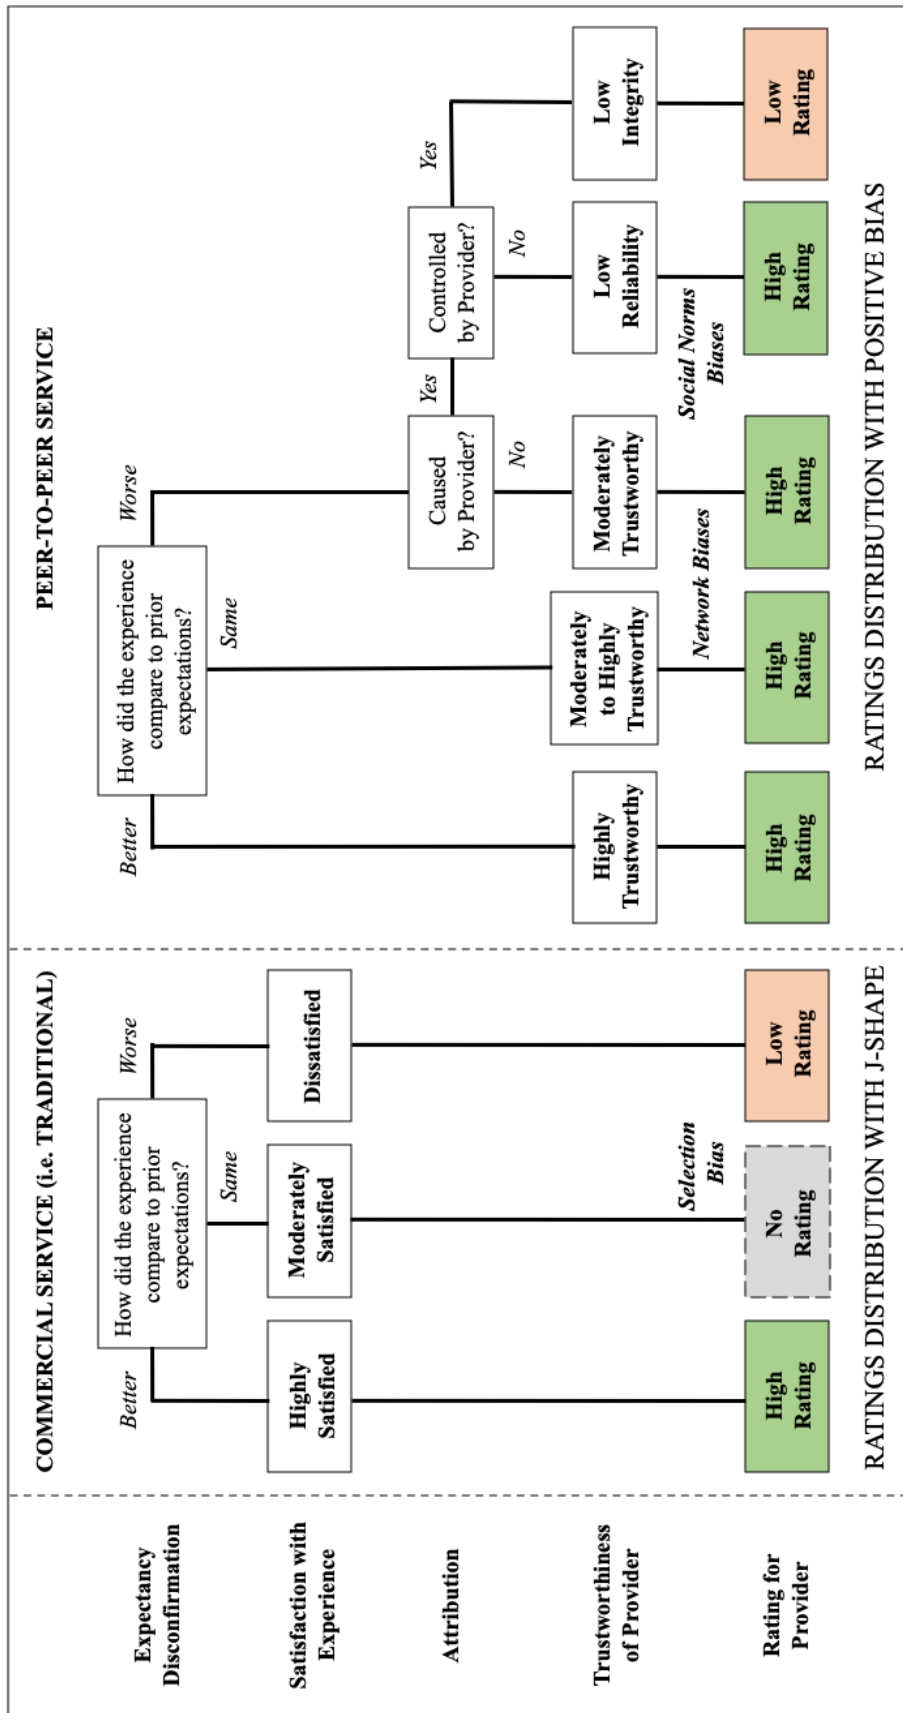 COMMERCIAL SERVICE (i.e. TRADITIONAL)
PEER-TO-PEER SERVICE
Expectancy
Disconfirmation
Better
How did the experience
compare to prior
expectations?
Worse
Same
Better
How did the experience
compare to prior
expectations?
Worse
Same
Satisfaction with
Experience
Highly
Satisfied
Moderately
Satisfied
Dissatisfied
Attribution
Caused
by Provider?
Yes
Controlled
by Provider?
Yes
No
No
Trustworthiness
of Provider
Highly
Trustworthy
Moderately
to Highly
Trustworthy
Moderately
Trustworthy
Low
Reliability
Low
Integrity
Selection
Bias
Network Biases
Social Norms
Biases
Rating for
Provider
High
Rating
No
Rating
Low
Rating
High
Rating
High
Rating
High
Rating
High
Rating
Low
Rating
RATINGS DISTRIBUTION WITH J-SHAPE
RATINGS DISTRIBUTION WITH POSITIVE BIAS